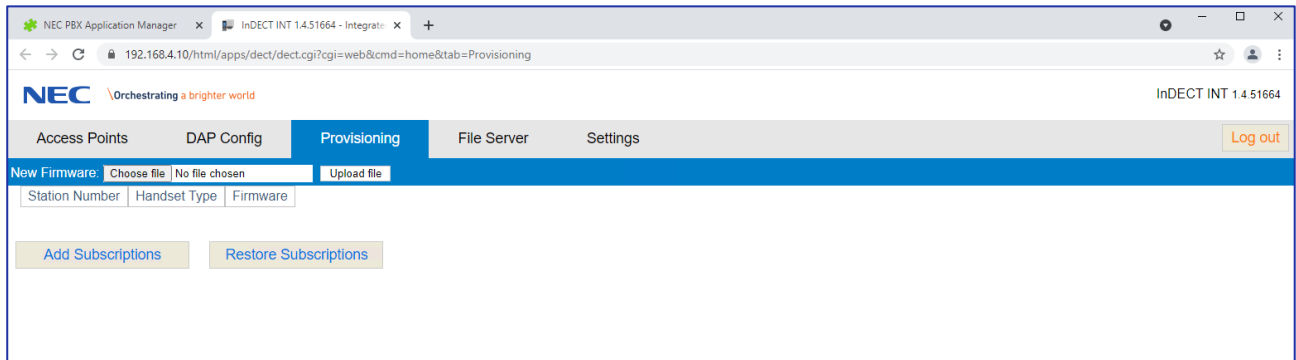 NEC PBX Application Manager
InDECT INT 1.4.51664 - Integrate
192.168.4.10/html/apps/dect/dect.cgi?cgi=web&cmd=home&tab=Provisioning
NEC \Orchestrating a brighter world
InDECT INT 1.4.51664
Access Points DAP Config Provisioning File Server Settings Log out
New Firmware: Choose file No file chosen Upload file
Station Number Handset Type Firmware
Add Subscriptions Restore Subscriptions